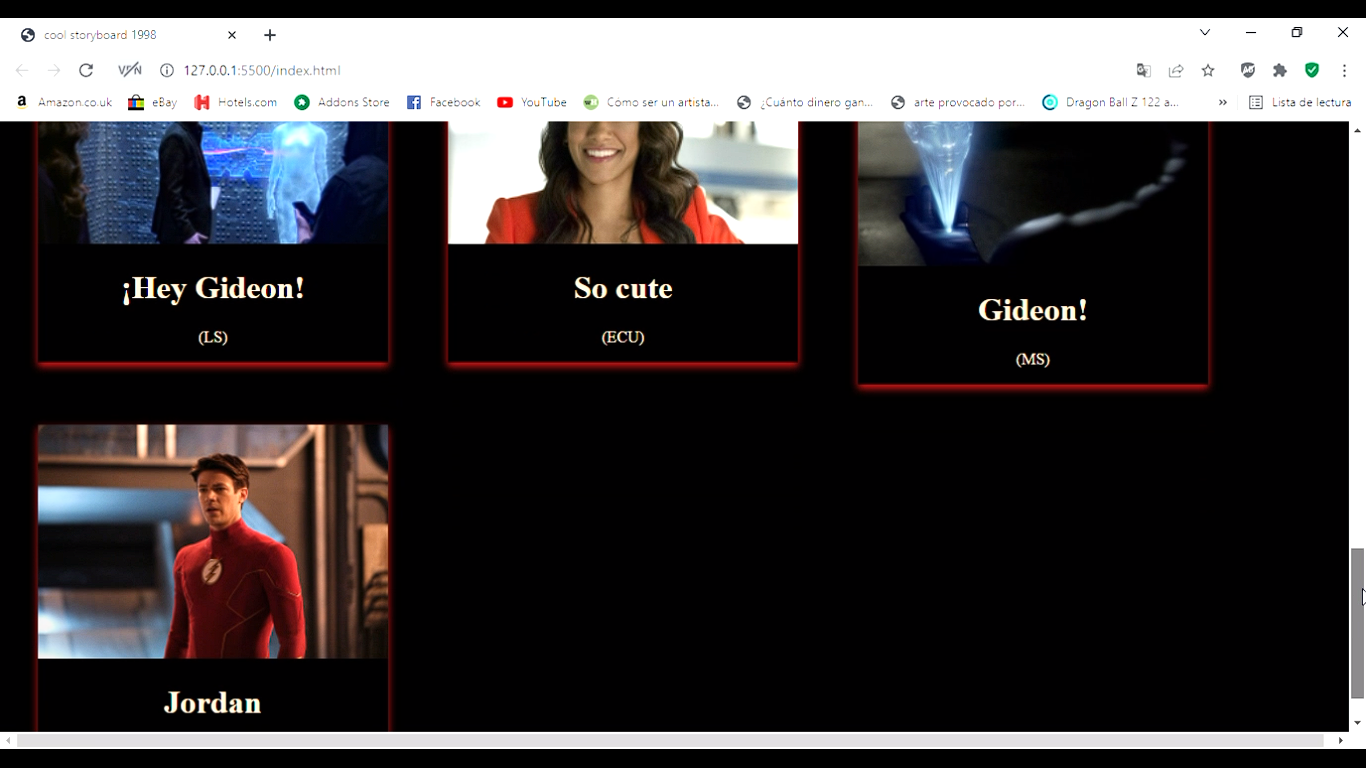 cool storyboard 1998
VPN
127.0.0.1:5500/index.html
Amazon.co.uk eBay Hotels.com Addons Store Facebook YouTube Cómo ser un artista... ¿Cuánto dinero gan... arte provocado por... Dragon Ball Z 122 a... » Lista de lectura
¡Hey Gideon!
(LS)
So cute
(ECU)
Gideon!
(MS)
Jordan